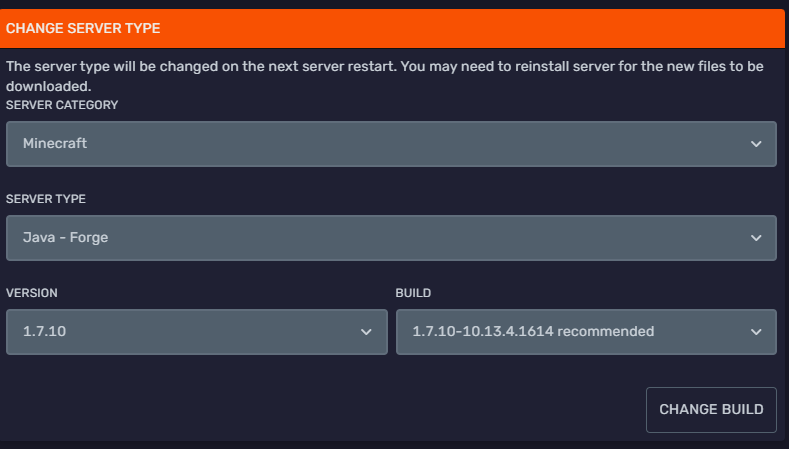 CHANGE SERVER TYPE
The server type will be changed on the next server restart. You may need to reinstall server for the new files to be
downloaded.
SERVER CATEGORY
Minecraft
SERVER TYPE
Java - Forge
VERSION
BUILD
1.7.10
1.7.10-10.13.4.1614 recommended
CHANGE BUILD